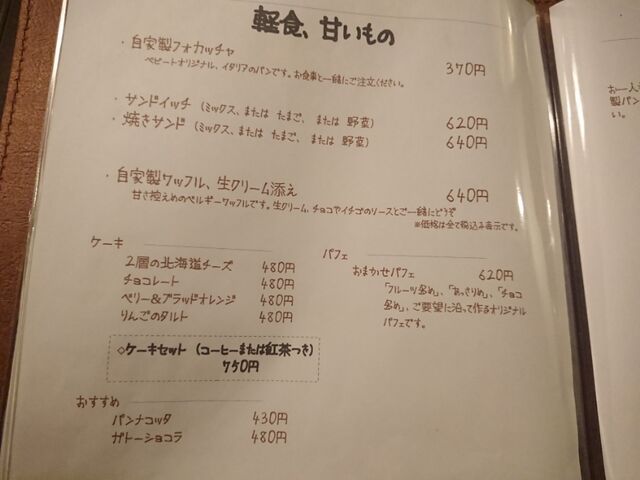 軽食、甘いもの
・自家製フォカッチャ 370円
ペピートオリジナル、イタリアのパンです。お食事と一緒にご注文ください。
・サンドイッチ (ミックス、または たまご、または 野菜) 620円
・焼きサンド (ミックス、または たまご、または 野菜) 640円
・自家製ワッフル、生クリーム添え 640円
甘さ控えめのベルギーワッフルです。生クリーム、チョコやイチゴのソースとご一緒にどうぞ
※価格は全て税込み表示です。
ケーキ
2層の北海道チーズ 480円
チョコレート 480円
ベリー&ブラッドオレンジ 480円
りんごのタルト 480円
◇ケーキセット (コーヒーまたは紅茶つき)
750円
おすすめ
パンナコッタ 430円
ガトーショコラ 480円
パフェ
おまかせパフェ 620円
「フルーツ多め」、「あっさりめ」、「チョコ
多め」、ご要望に沿って作るオリジナル
パフェです。
お一人
製パン
い。